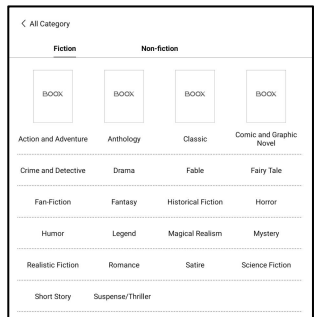 All Category
Fiction Non-fiction
BOOX BOOX BOOX BOOX
Action and Adventure Anthology Classic Comic and Graphic
Novel
Crime and Detective Drama Fable Fairy Tale
Fan-Fiction Fantasy Historical Fiction Horror
Humor Legend Magical Realism Mystery
Realistic Fiction Romance Satire Science Fiction
Short Story Suspense/Thriller